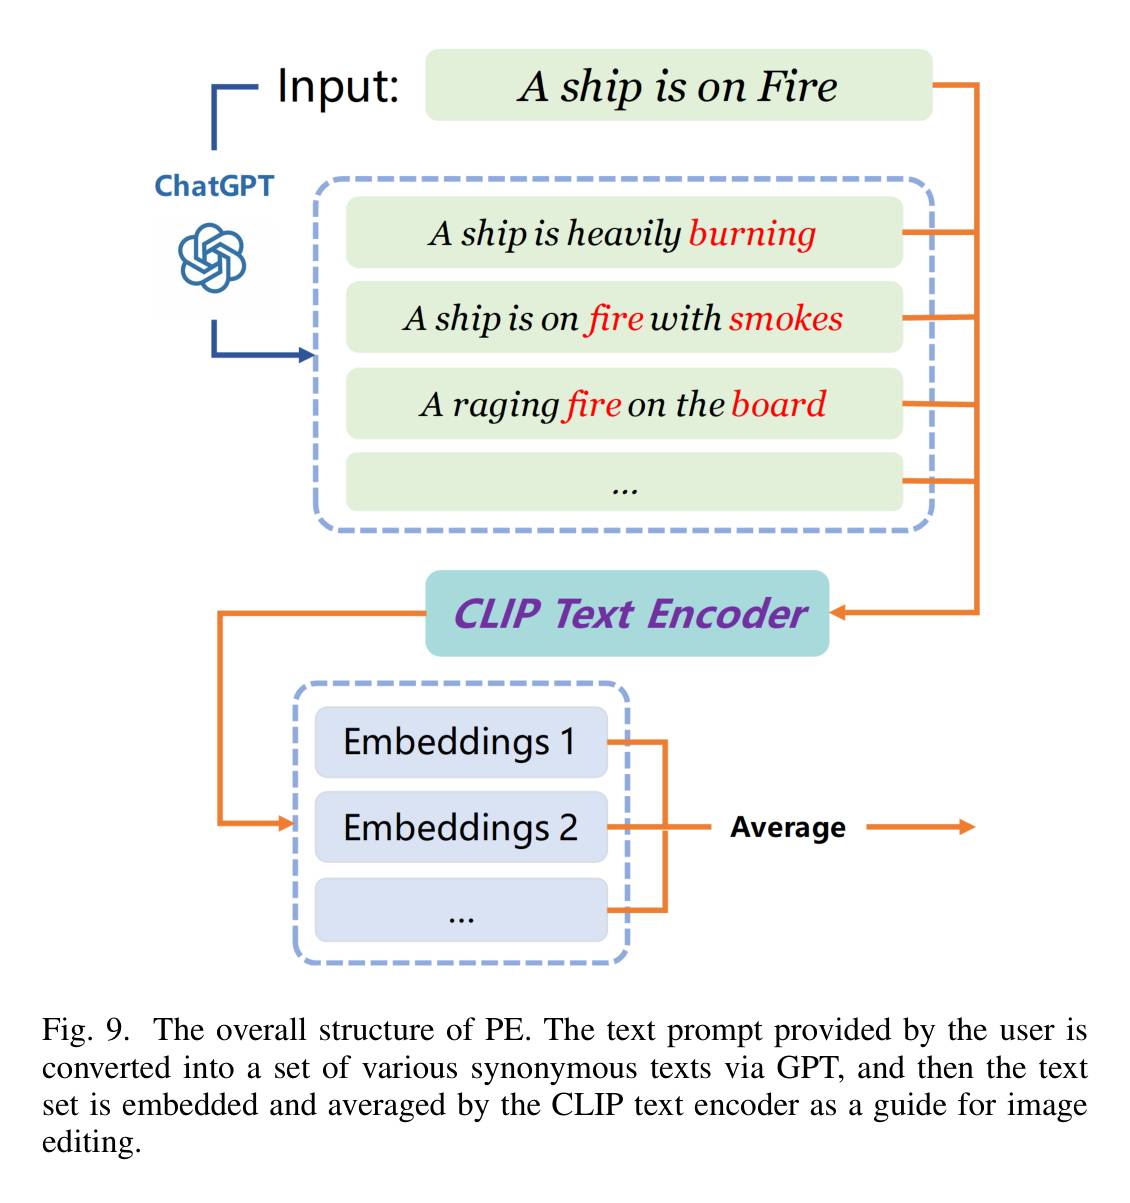 Input: A ship is on Fire
ChatGPT
A ship is heavily burning
A ship is on fire with smokes
A raging fire on the board
...
CLIP Text Encoder
Embeddings 1
Embeddings 2
Average
...
Fig. 9. The overall structure of PE. The text prompt provided by the user is
converted into a set of various synonymous texts via GPT, and then the text
set is embedded and averaged by the CLIP text encoder as a guide for image
editing.